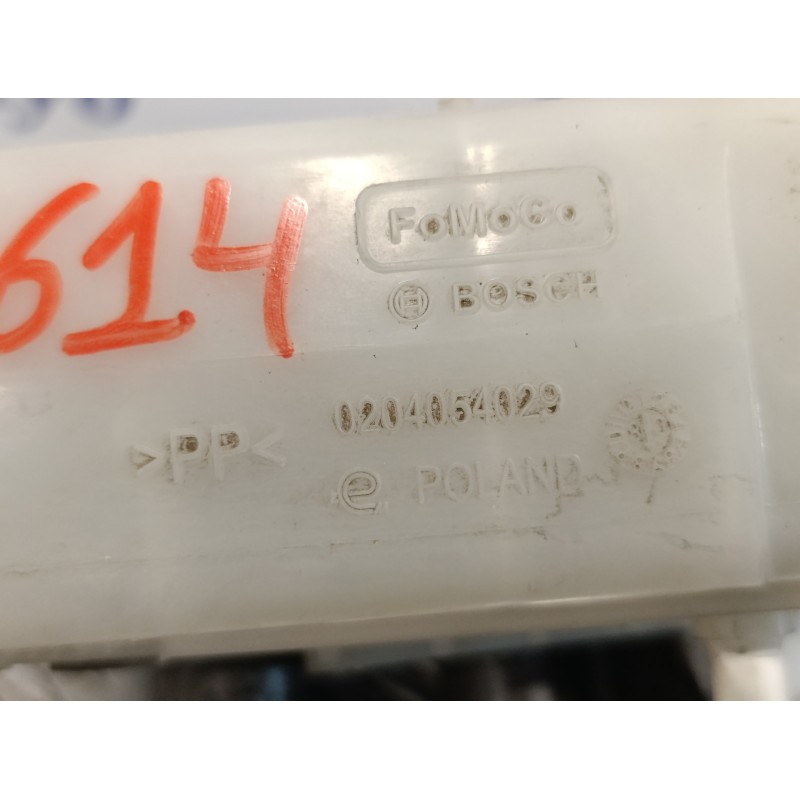 614
FoMoCo
BOSCH
0204054029
>PP<
POLAND